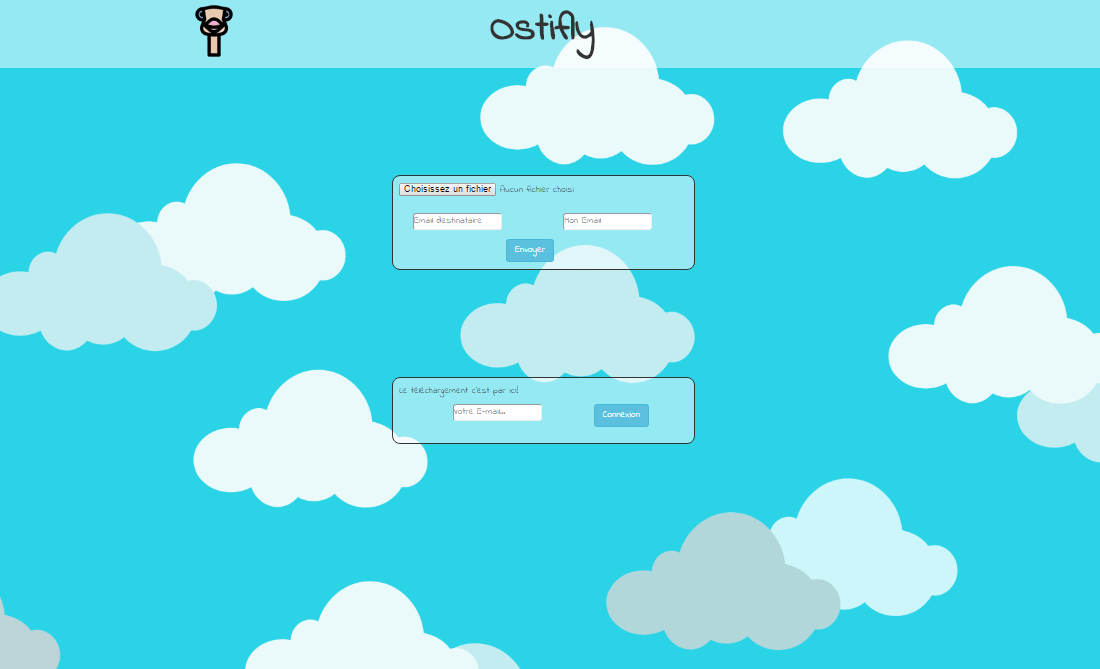 Ostifly
Choisissez un fichier Aucun fichier choisi
Email destinataire Mon Email
Envoyer
Le téléchargement c'est par ici!
Votre E-mail... Connexion